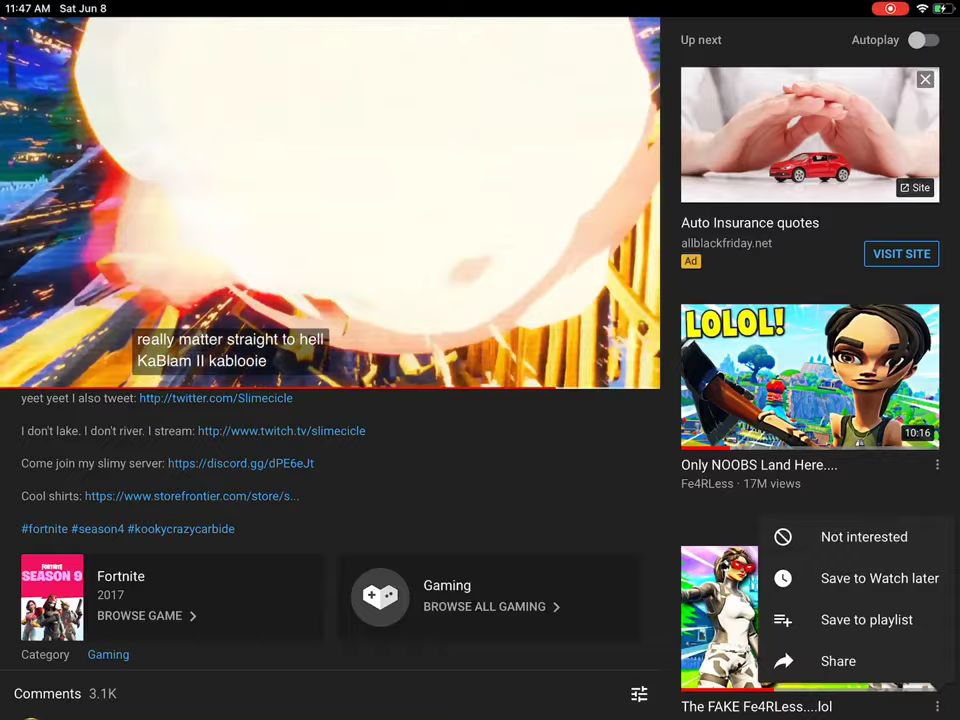 11:47 AM Sat Jun 8
really matter straight to hell
KaBlam II kablooie
yeet yeet I also tweet: http://twitter.com/Slimecicle
I don't lake. I don't river. I stream: http://www.twitch.tv/slimecicle
Come join my slimy server: https://discord.gg/dPE6eJt
Cool shirts: https://www.storefrontier.com/store/s...
#fortnite #season4 #kookycrazycarbide
FORTNITE
SEASON 9
Fortnite
2017
BROWSE GAME
Gaming
BROWSE ALL GAMING
Category Gaming
Comments 3.1K
Up next Autoplay
Site
Auto Insurance quotes
allblackfriday.net
Ad
VISIT SITE
LOLOL!
10:16
Only NOOBS Land Here....
Fe4RLess · 17M views
Not interested
Save to Watch later
Save to playlist
Share
The FAKE Fe4RLess....lol